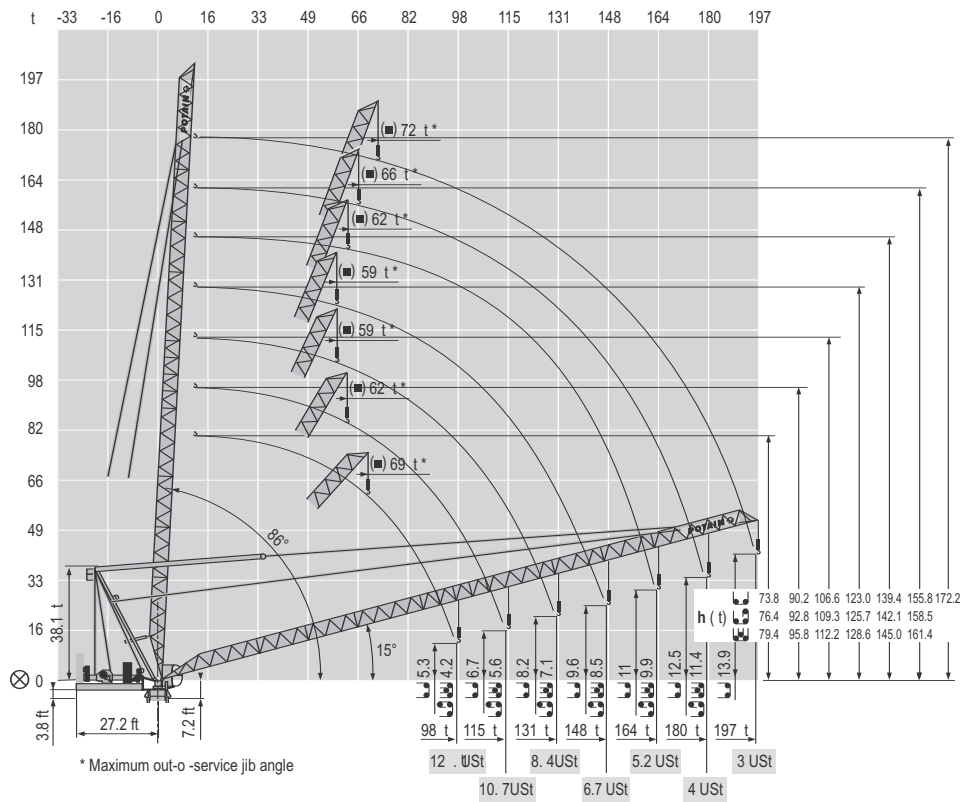 t -33 -16 0 16 33 49 66 82 98 115 131 148 164 180 197
197
180
164
148
131
115
98
82
66
49
33
16
0
POTAIN
(■) 72 t *
(■) 66 t *
(■) 62 t *
(■) 59 t *
(■) 59 t *
(■) 62 t *
(■) 69 t *
86°
POTAIN
15°
38.1 t
h ( t )
73.8 90.2 106.6 123.0 139.4 155.8 172.2
76.4 92.8 109.3 125.7 142.1 158.5
79.4 95.8 112.2 128.6 145.0 161.4
5.3 4.2 6.7 5.6 8.2 7.1 9.6 8.5 11 9.9 12.5 11.4 13.9
3.8 ft
27.2 ft
7.2 ft
98 t 115 t 131 t 148 t 164 t 180 t 197 t
* Maximum out-o -service jib angle
12 . USt 8. 4USt 5.2 USt 3 USt
10. 7USt 6.7 USt 4 USt